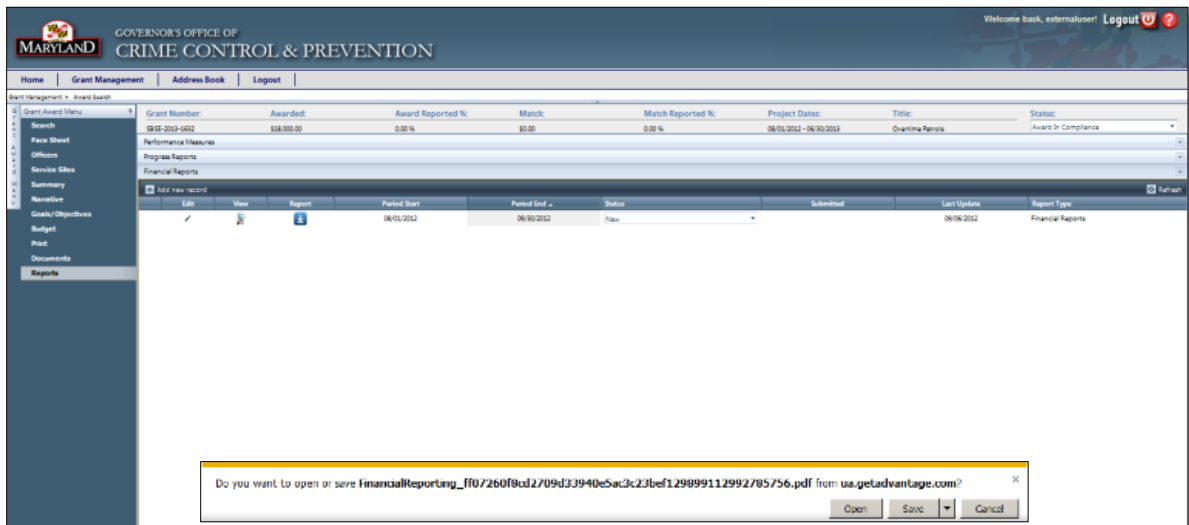 Welcome back, externaluser! Logout
MARYLAND
GOVERNOR'S OFFICE OF
CRIME CONTROL & PREVENTION
Home Grant Management Address Book Logout
Grant Management > Award Search
Grant Award Menu
Search
Face Sheet
Officers
Service Sites
Summary
Narrative
Goals/Objectives
Budget
Print
Documents
Reports
Grant Number: Awarded: Award Reported %: Match: Match Reported %: Project Dates: Title: Status:
$18,000.00 0.00 % $0.00 0.00 % 08/01/2012 - 06/30/2013 Overtime Patrols Award In Compliance
Performance Measures
Progress Reports
Financial Reports
Add new record Refresh
Edit View Report Period Start Period End Status Submitted Last Update Report Type
08/01/2012 09/30/2012 New 09/06/2012 Financial Reports
Do you want to open or save FinancialReporting_ff07260f8cd2709d33940e5ac3c23bef129899112992785756.pdf from ua.getadvantage.com?
Open Save Cancel